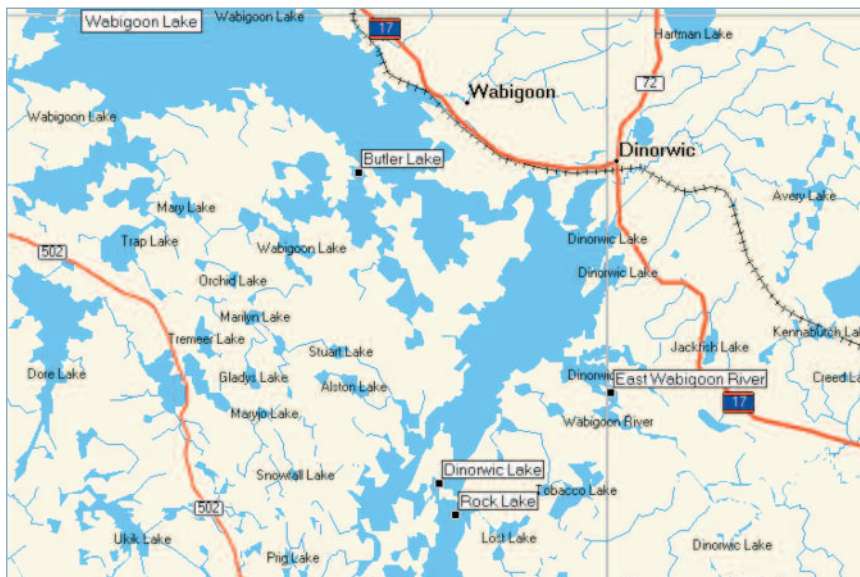 Wabigoon Lake
Wabigoon Lake
17
Hartman Lake
72
Wabigoon
Wabigoon Lake
Dinorwic
Butler Lake
Avery Lake
Mary Lake
Trap Lake
Wabigoon Lake
Dinorwic Lake
502
Dinorwic Lake
Orchid Lake
Marilyn Lake
Tremeer Lake
Stuart Lake
Jackfish Lake
Dore Lake
Gladys Lake
Alston Lake
Dinorwic
East Wabigoon River
Creed La
17
Maryjo Lake
Wabigoon River
Snowfall Lake
Dinorwic Lake
Tobacco Lake
Rock Lake
502
Ukik Lake
Prig Lake
Lost Lake
Dinorwic Lake